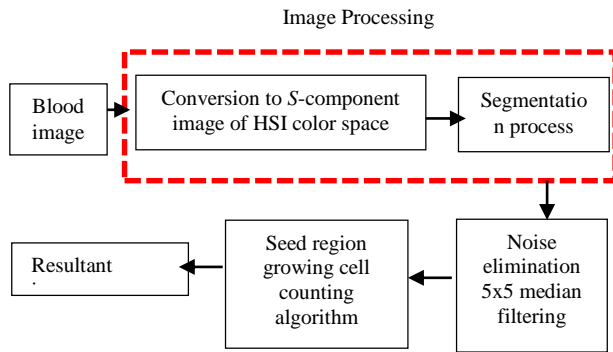 Image Processing
Blood
image
Conversion to S-component
image of HSI color space
Segmentatio
n process
Noise
elimination
5x5 median
filtering
Seed region
growing cell
counting
algorithm
Resultant